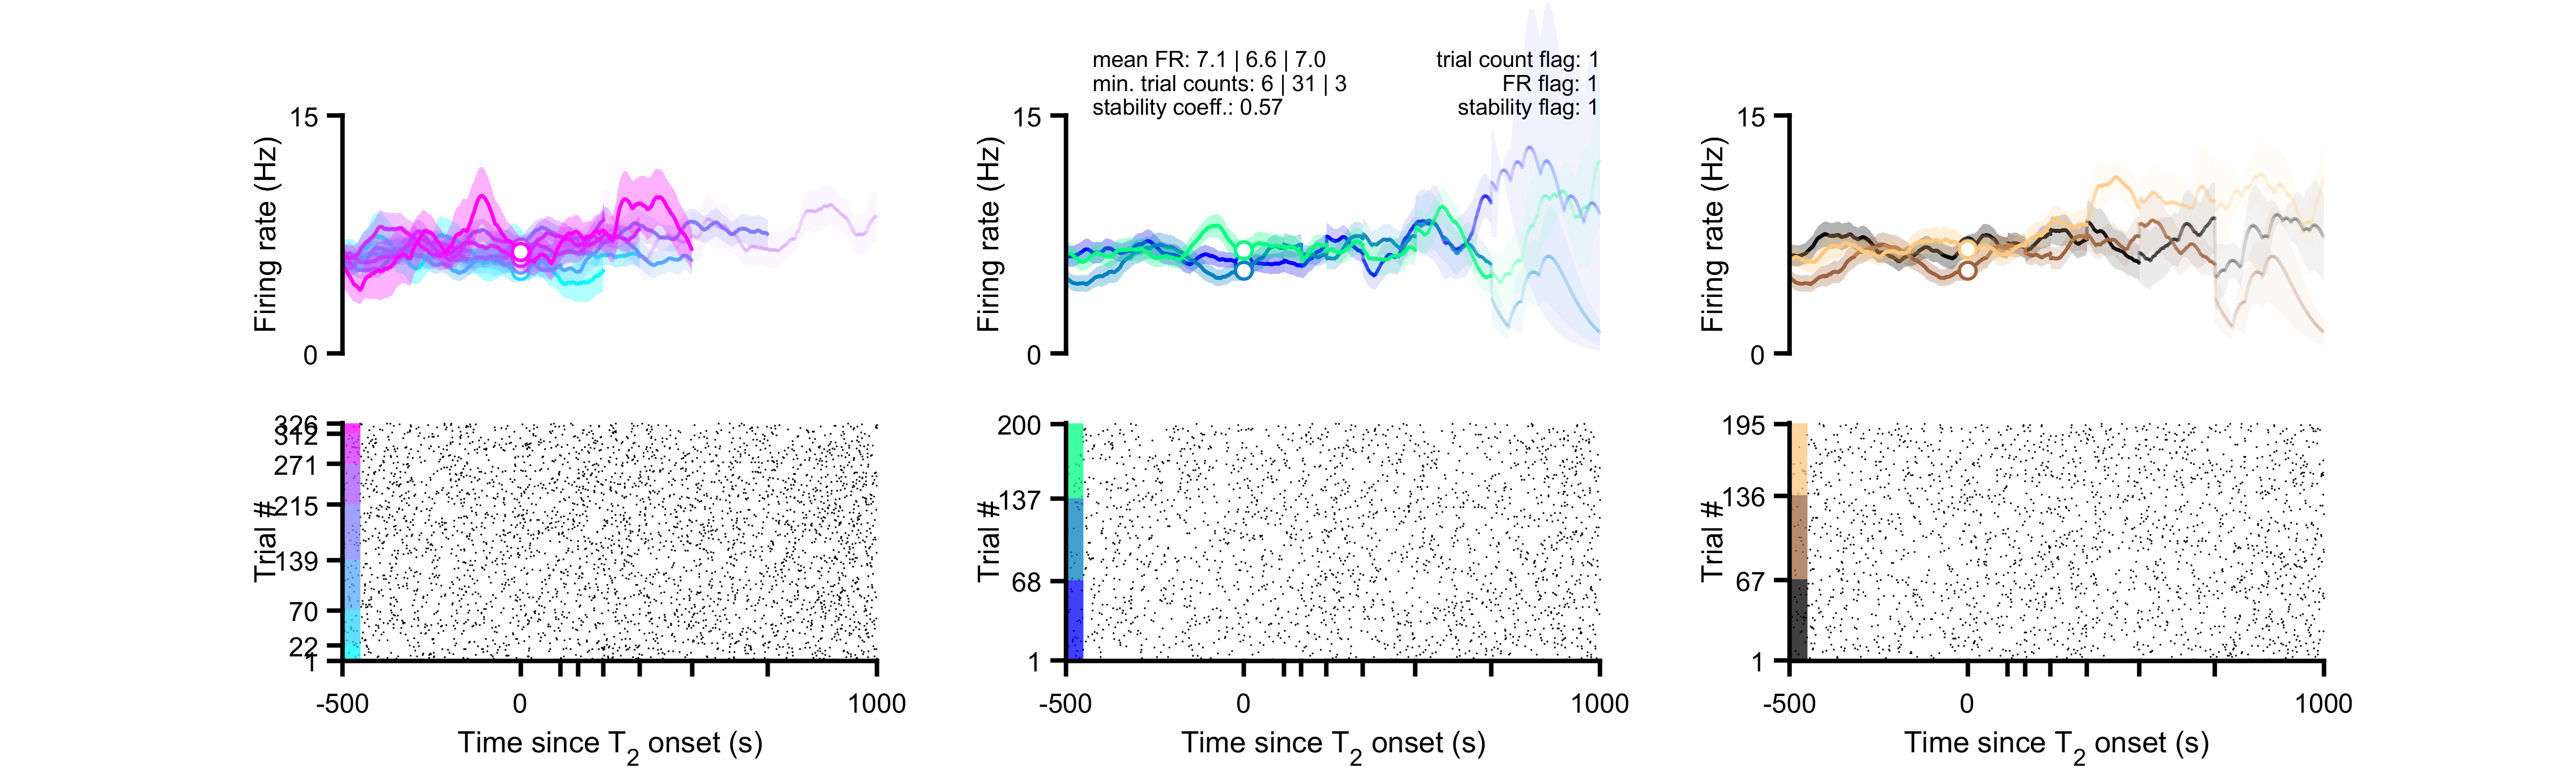 mean FR: 7.1 | 6.6 | 7.0
min. trial counts: 6 | 31 | 3
stability coeff.: 0.57
trial count flag: 1
FR flag: 1
stability flag: 1
15
Firing rate (Hz)
0
15
Firing rate (Hz)
0
15
Firing rate (Hz)
0
326
312
271
215
139
70
22
1
Trial #
-500
0
1000
Time since T2 onset (s)
200
137
68
1
Trial #
-500
0
1000
Time since T2 onset (s)
195
136
67
1
Trial #
-500
0
1000
Time since T2 onset (s)